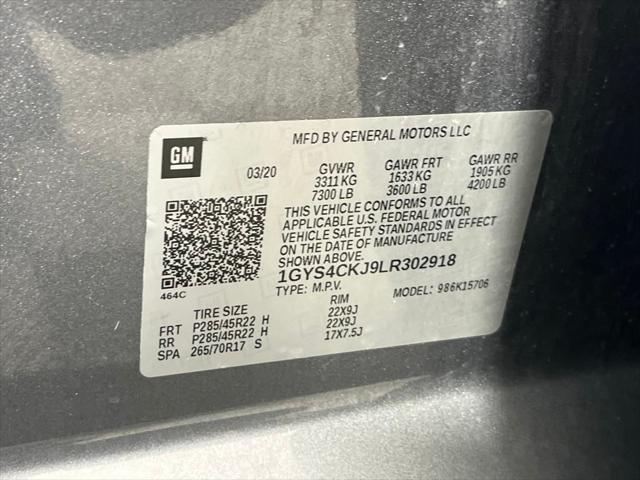 GM
MFD BY GENERAL MOTORS LLC
03/20 GVWR GAWR FRT GAWR RR
3311 KG 1633 KG 1905 KG
7300 LB 3600 LB 4200 LB
THIS VEHICLE CONFORMS TO ALL
APPLICABLE U.S. FEDERAL MOTOR
VEHICLE SAFETY STANDARDS IN EFFECT
ON THE DATE OF MANUFACTURE
SHOWN ABOVE.
1GYS4CKJ9LR302918
464C
TYPE: M.P.V. MODEL: 986K15706
TIRE SIZE RIM
FRT P285/45R22 H 22X9J
RR P285/45R22 H 22X9J
SPA 265/70R17 S 17X7.5J